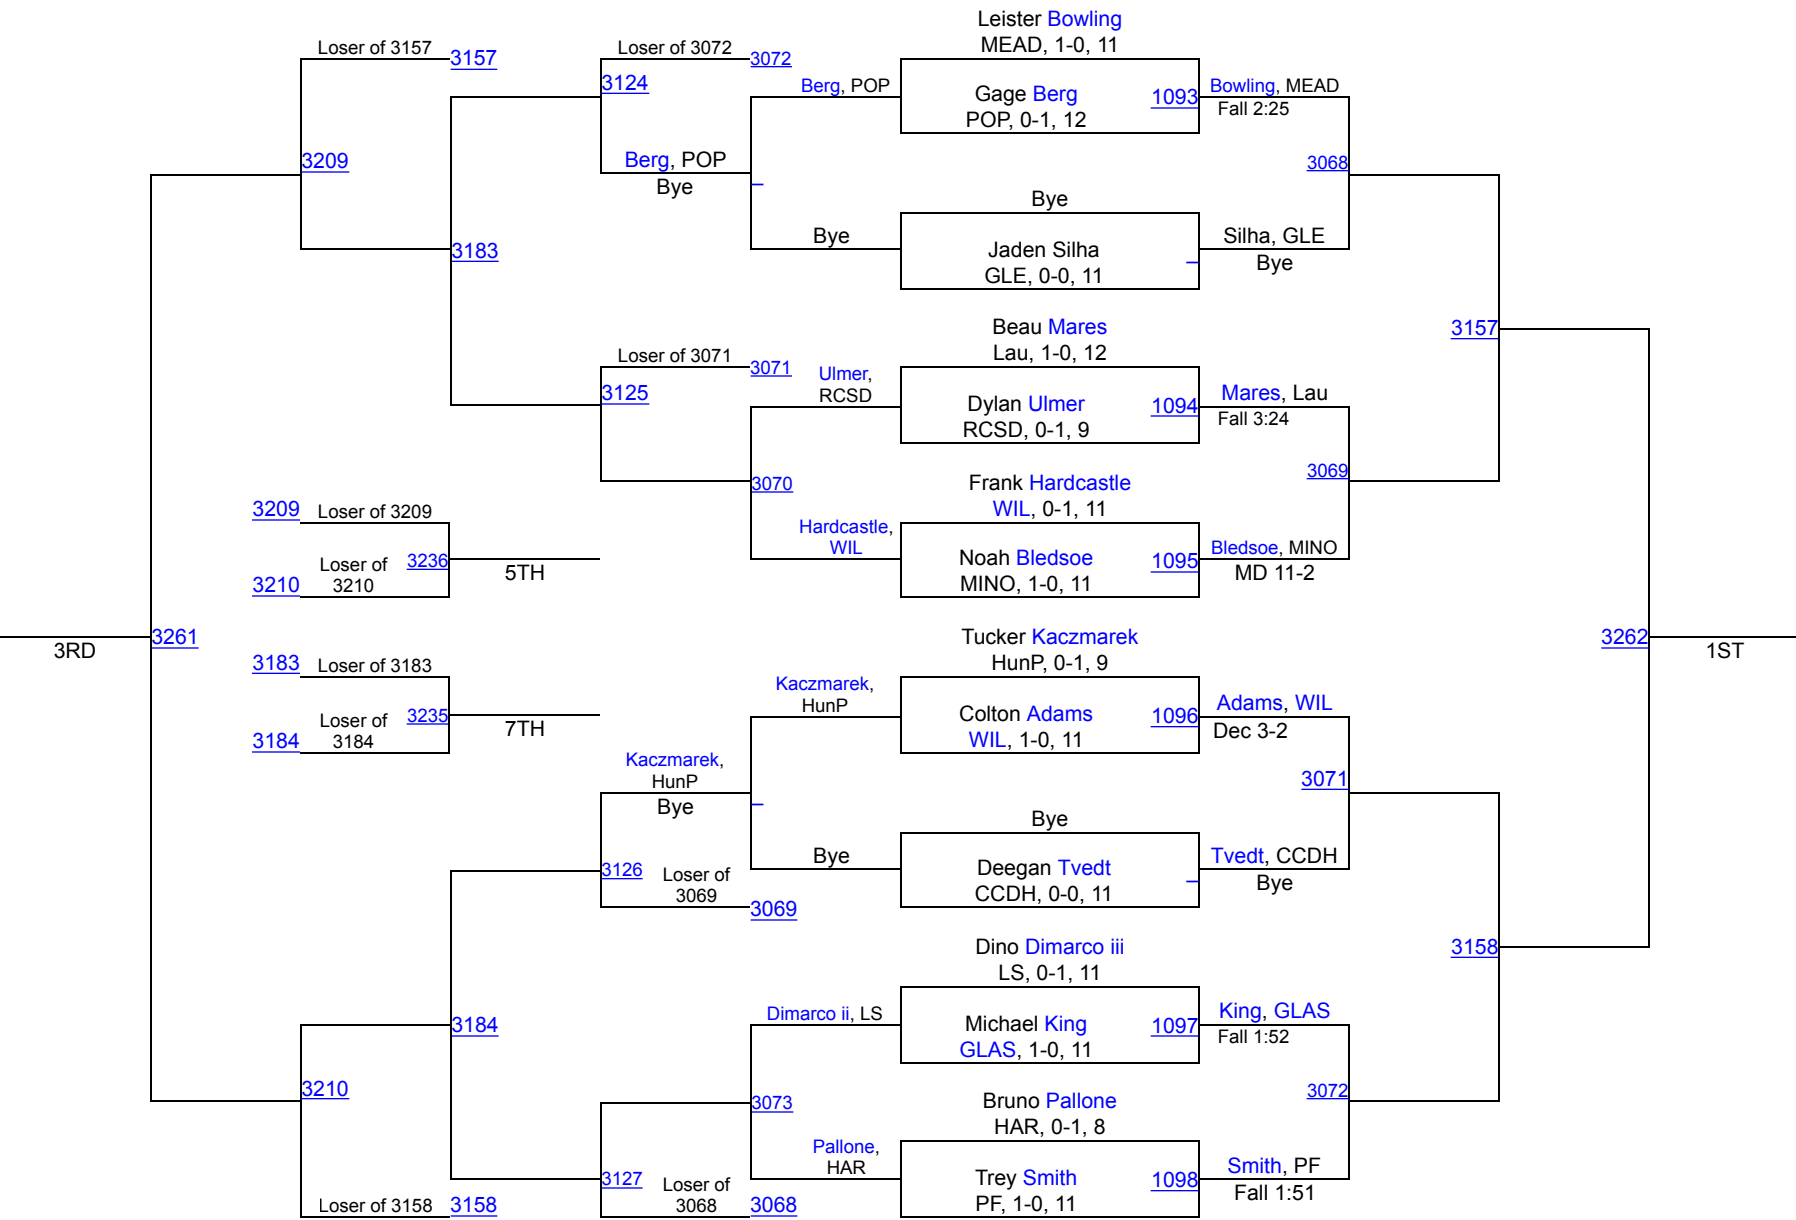 Leister Bowling
MEAD, 1-0, 11
Loser of 3157
3157
Loser of 3072
3072
3124
Berg, POP
Gage Berg
POP, 0-1, 12
1093
Bowling, MEAD
Fall 2:25
3209
Berg, POP
Bye
3068
Bye
3183
Bye
Jaden Silha
GLE, 0-0, 11
Silha, GLE
Bye
Beau Mares
Lau, 1-0, 12
3157
Loser of 3071
3071
3125
Ulmer,
RCSD
Dylan Ulmer
RCSD, 0-1, 9
1094
Mares, Lau
Fall 3:24
3070
Frank Hardcastle
WIL, 0-1, 11
3069
3209
Loser of 3209
Loser of
3210
3210
3236
5TH
Hardcastle,
WIL
Noah Bledsoe
MINO, 1-0, 11
1095
Bledsoe, MINO
MD 11-2
3RD
3261
Tucker Kaczmarek
HunP, 0-1, 9
3262
1ST
3183
Loser of 3183
Loser of
3184
3184
3235
7TH
Kaczmarek,
HunP
Colton Adams
WIL, 1-0, 11
1096
Adams, WIL
Dec 3-2
Kaczmarek,
HunP
Bye
3071
Bye
3126
Loser of
3069
3069
Bye
Deegan Tvedt
CCDH, 0-0, 11
Tvedt, CCDH
Bye
Dino Dimarco iii
LS, 0-1, 11
3158
3184
Dimarco ii, LS
Michael King
GLAS, 1-0, 11
1097
King, GLAS
Fall 1:52
3210
3073
Bruno Pallone
HAR, 0-1, 8
3072
Pallone,
HAR
Trey Smith
PF, 1-0, 11
1098
Smith, PF
Fall 1:51
Loser of 3158
3158
3127
Loser of
3068
3068